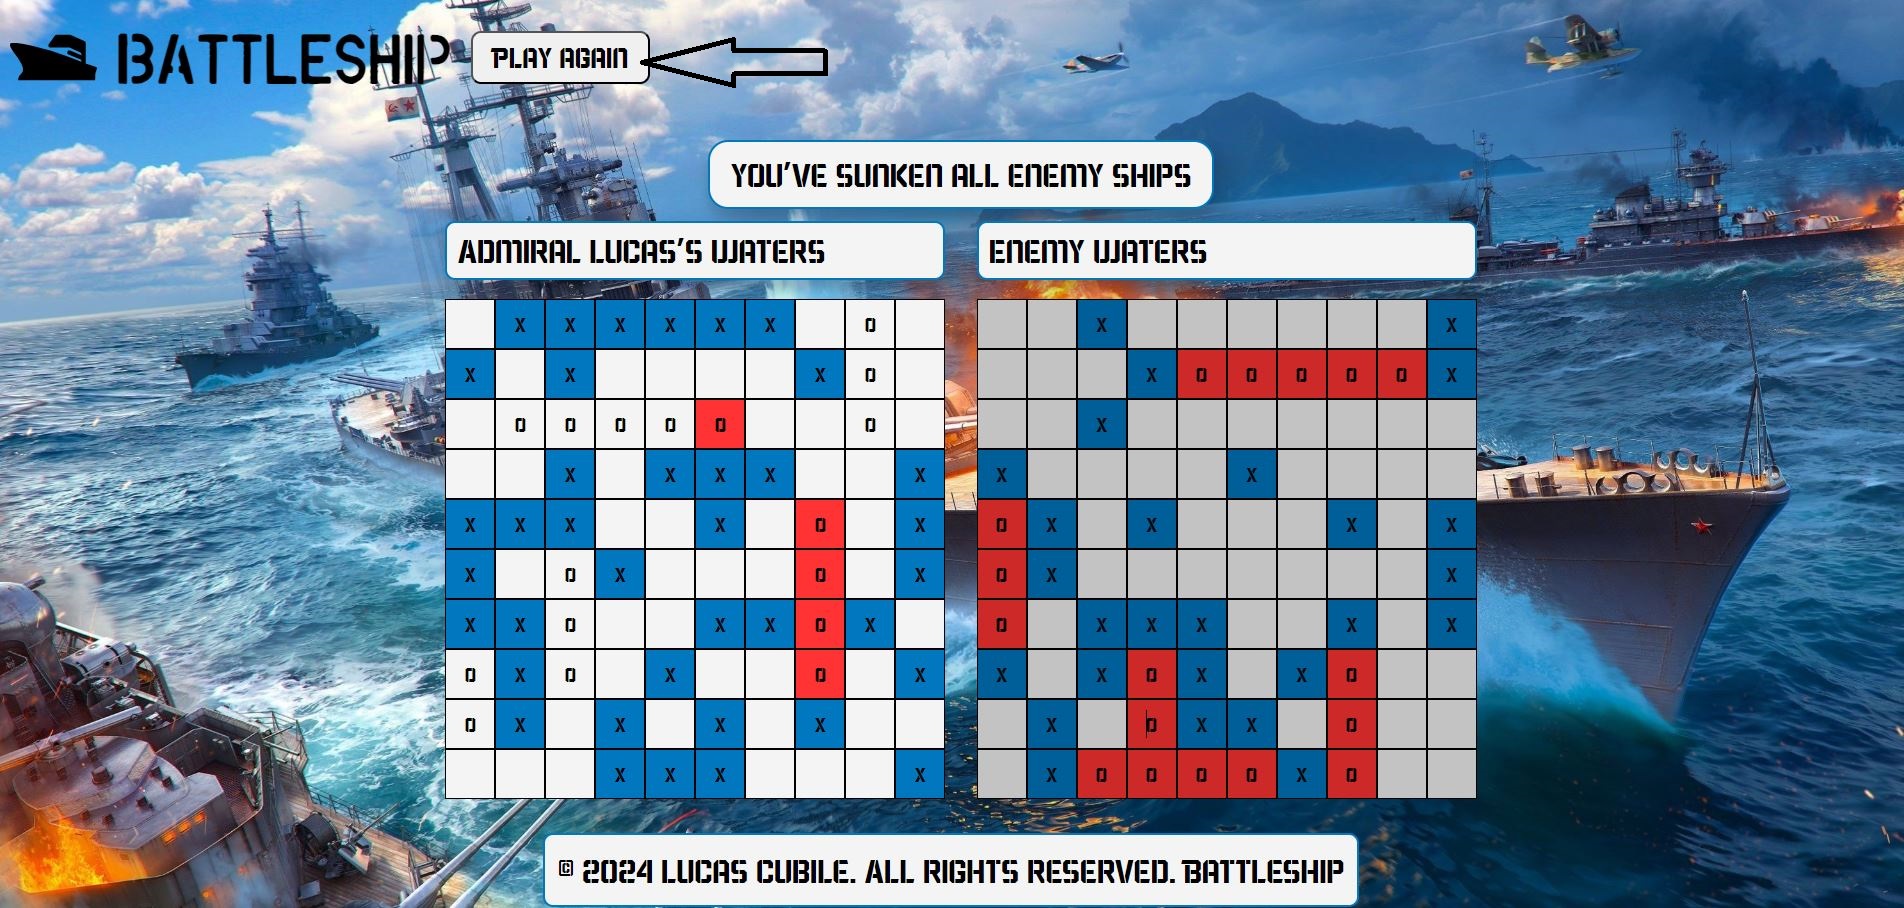 BATTLESHIP
PLAY AGAIN
YOU'VE SUNKEN ALL ENEMY SHIPS
ADMIRAL LUCAS'S WATERS
ENEMY WATERS
X X X X X X O
X X X O
O O O O O O
X X X X X
X X X X O X
X O X O X
X X O X X O X
O X O X O X
O X X X X
X X X X
X X
X O O O O O X
X
X X
O X X X X
O X X
O X X X X X
X X O X X O
X O X X O
X O O O O X O
© 2024 LUCAS CUBILE. ALL RIGHTS RESERVED. BATTLESHIP